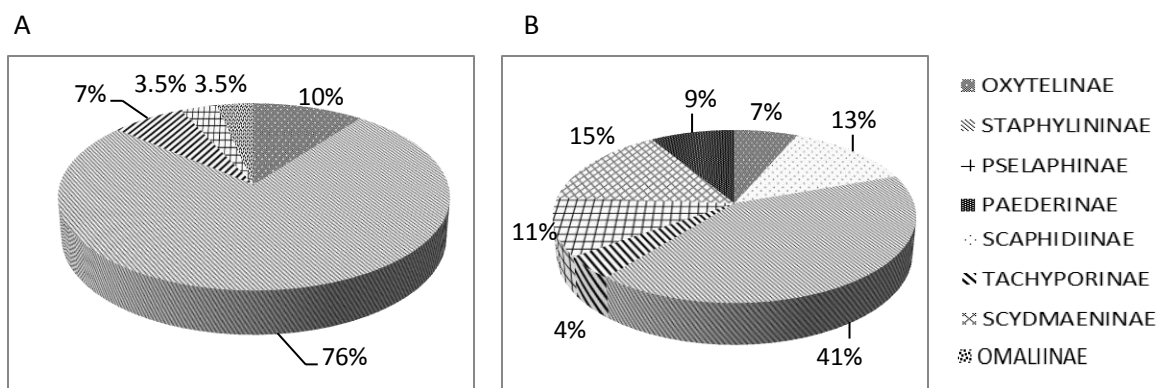 A
B
7%
3.5%
3.5%
10%
76%
9%
7%
13%
15%
11%
4%
41%
OXYTELINAE
STAPHYLININAE
PSELAPHINAE
PAEDERINAE
SCAPHIDIINAE
TACHYPORINAE
SCYDMAENINAE
OMALIINAE